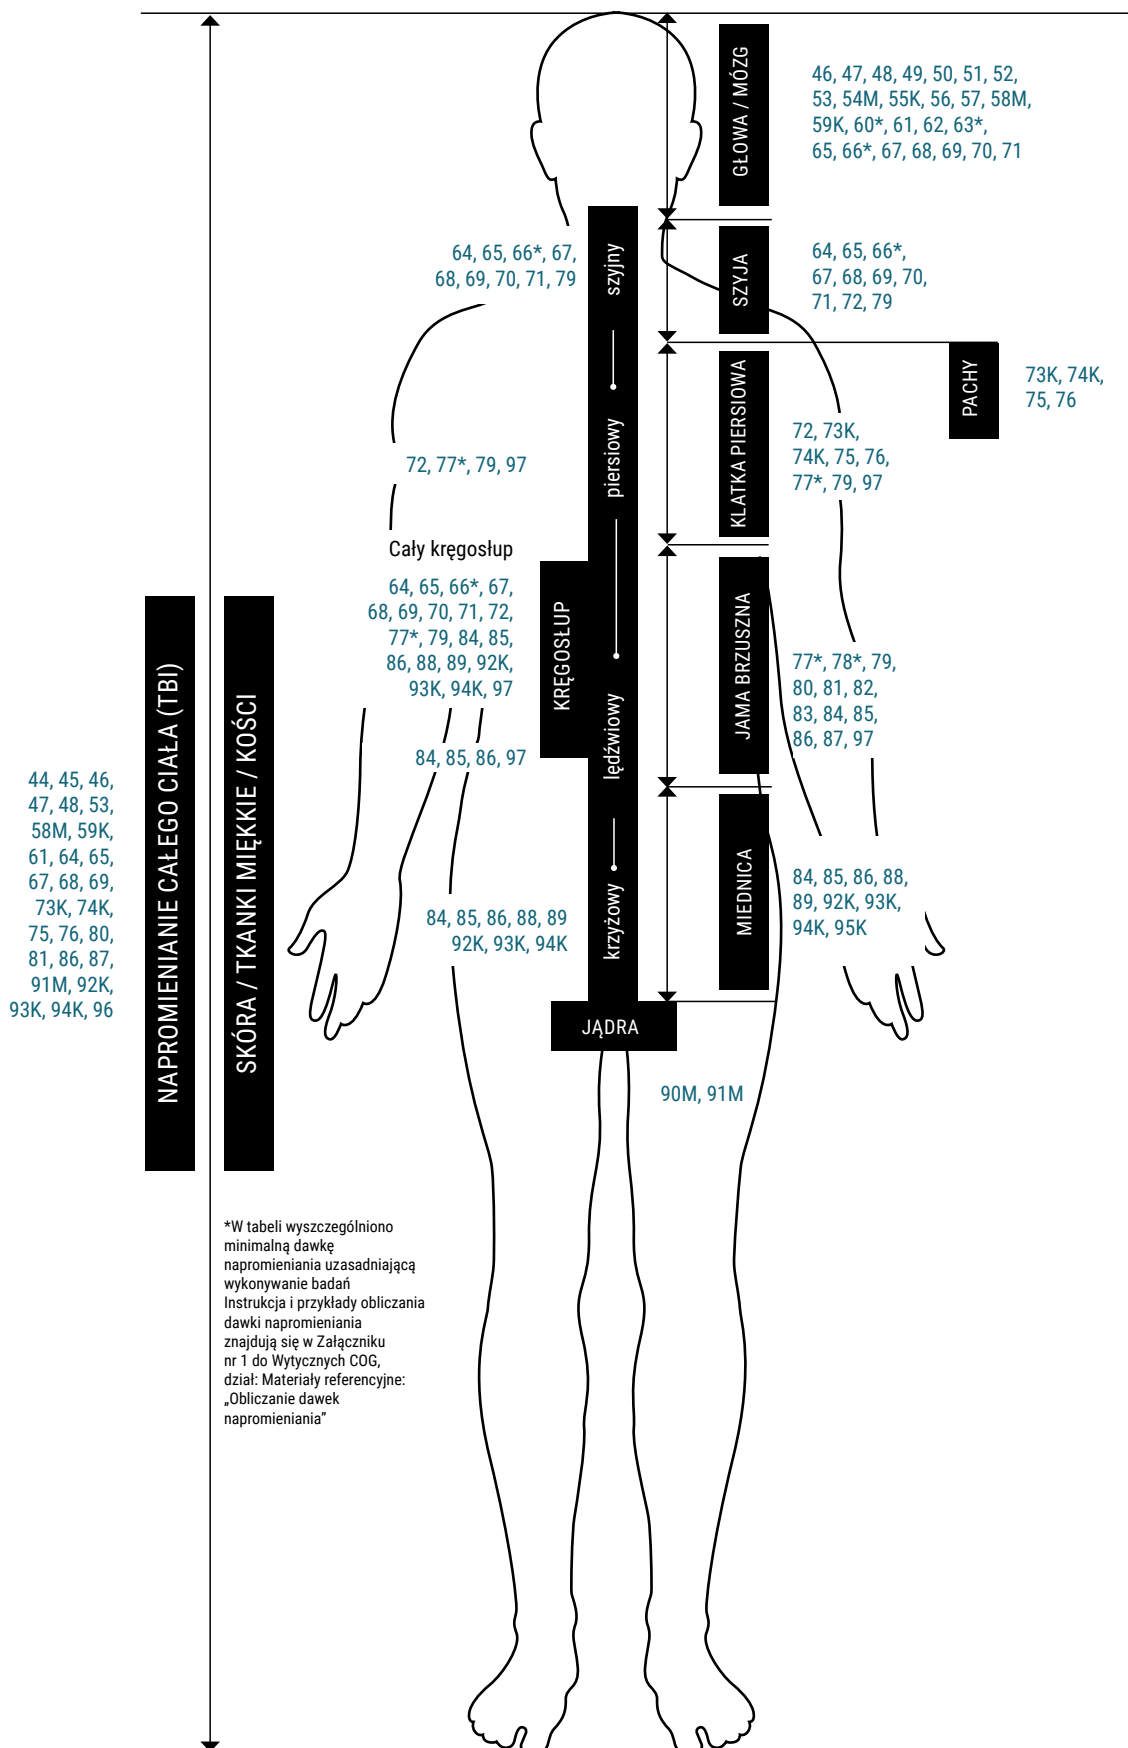 GŁOWA / MÓZG
46, 47, 48, 49, 50, 51, 52,
53, 54M, 55K, 56, 57, 58M,
59K, 60*, 61, 62, 63*,
65, 66*, 67, 68, 69, 70, 71
64, 65, 66*, 67,
68, 69, 70, 71, 79
szyjny
SZYJA
64, 65, 66*,
67, 68, 69, 70,
71, 72, 79
PACHY
73K, 74K,
75, 76
72, 77*, 79, 97
piersiowy
KLATKA PIERSIOWA
72, 73K,
74K, 75, 76,
77*, 79, 97
Cały kręgosłup
64, 65, 66*, 67,
68, 69, 70, 71, 72,
77*, 79, 84, 85,
86, 88, 89, 92K,
93K, 94K, 97
KRĘGOSŁUP
84, 85, 86, 97
lędźwiowy
JAMA BRZUSZNA
77*, 78*, 79,
80, 81, 82,
83, 84, 85,
86, 87, 97
44, 45, 46,
47, 48, 53,
58M, 59K,
61, 64, 65,
67, 68, 69,
73K, 74K,
75, 76, 80,
81, 86, 87,
91M, 92K,
93K, 94K, 96
NAPROMIENIANIE CAŁEGO CIAŁA (TBI)
SKÓRA / TKANKI MIĘKKIE / KOŚCI
84, 85, 86, 88, 89
92K, 93K, 94K
krzyżowy
MIEDNICA
84, 85, 86, 88,
89, 92K, 93K,
94K, 95K
JĄDRA
90M, 91M
*W tabeli wyszczególniono
minimalną dawkę
napromieniania uzasadniającą
wykonywanie badań
Instrukcja i przykłady obliczania
dawki napromieniania
znajdują się w Załączniku
nr 1 do Wytycznych COG,
dział: Materiały referencyjne:
„Obliczanie dawek
napromieniania”